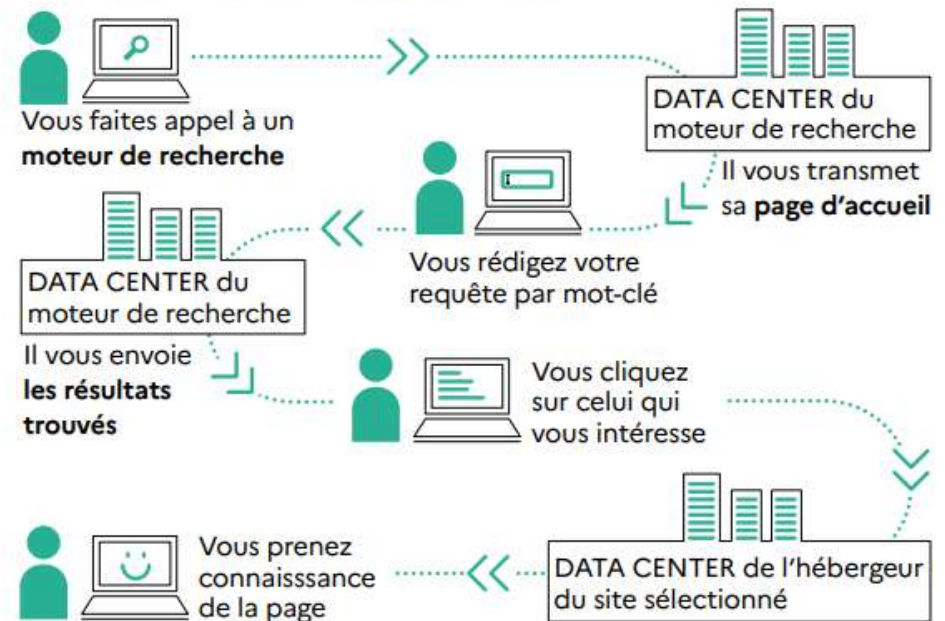 Vous faites appel à un
moteur de recherche
DATA CENTER du
moteur de recherche
Il vous transmet
sa page d'accueil
Vous rédigez votre
requête par mot-clé
DATA CENTER du
moteur de recherche
Il vous envoie
les résultats
trouvés
Vous cliquez
sur celui qui
vous intéresse
DATA CENTER de l'hébergeur
du site sélectionné
Vous prenez
connaisssance
de la page